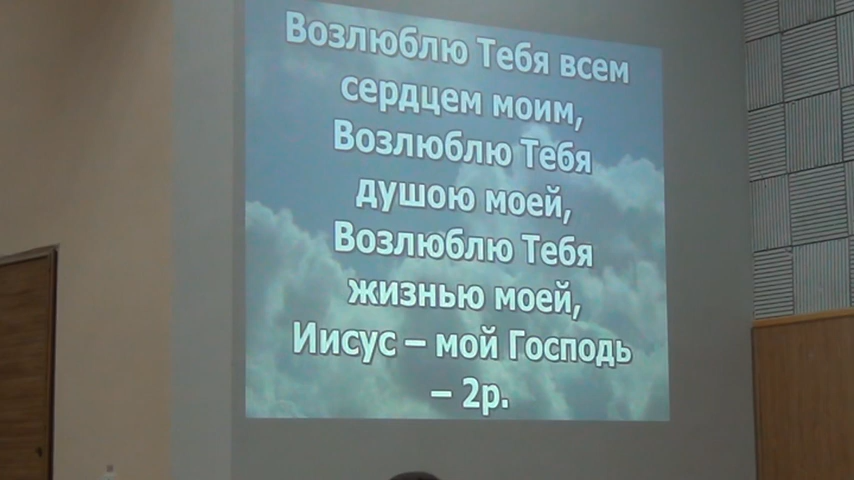 Возлюблю Тебя всем
сердцем моим,
Возлюблю Тебя
душою моей,
Возлюблю Тебя
жизнью моей,
Иисус – мой Господь
– 2р.